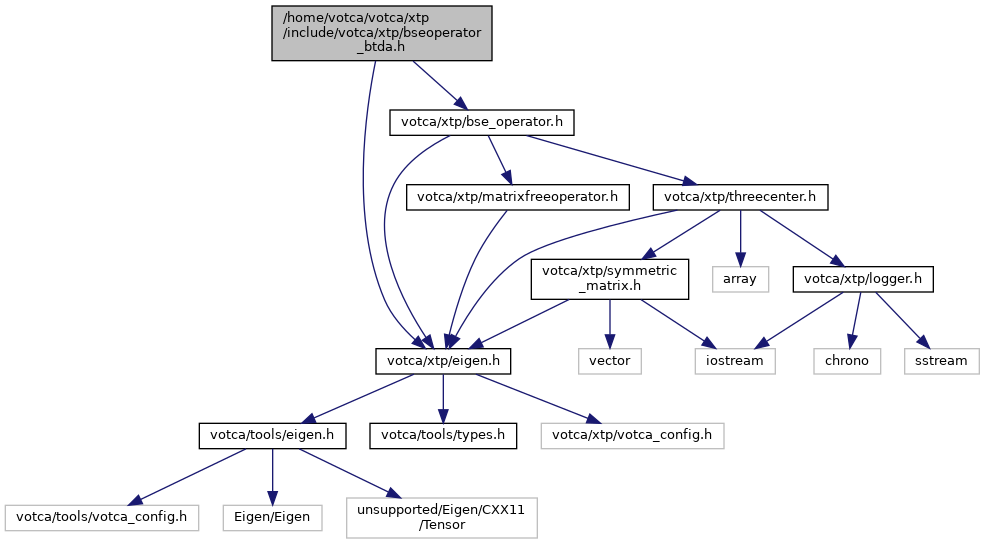 /home/votca/votca/xtp
/include/votca/xtp/bseoperator
_btda.h
votca/xtp/bse_operator.h
votca/xtp/matrixfreeoperator.h
votca/xtp/threecenter.h
votca/xtp/symmetric
_matrix.h
array
votca/xtp/logger.h
votca/xtp/eigen.h
vector
iostream
chrono
sstream
votca/tools/eigen.h
votca/tools/types.h
votca/xtp/votca_config.h
votca/tools/votca_config.h
Eigen/Eigen
unsupported/Eigen/CXX11
/Tensor